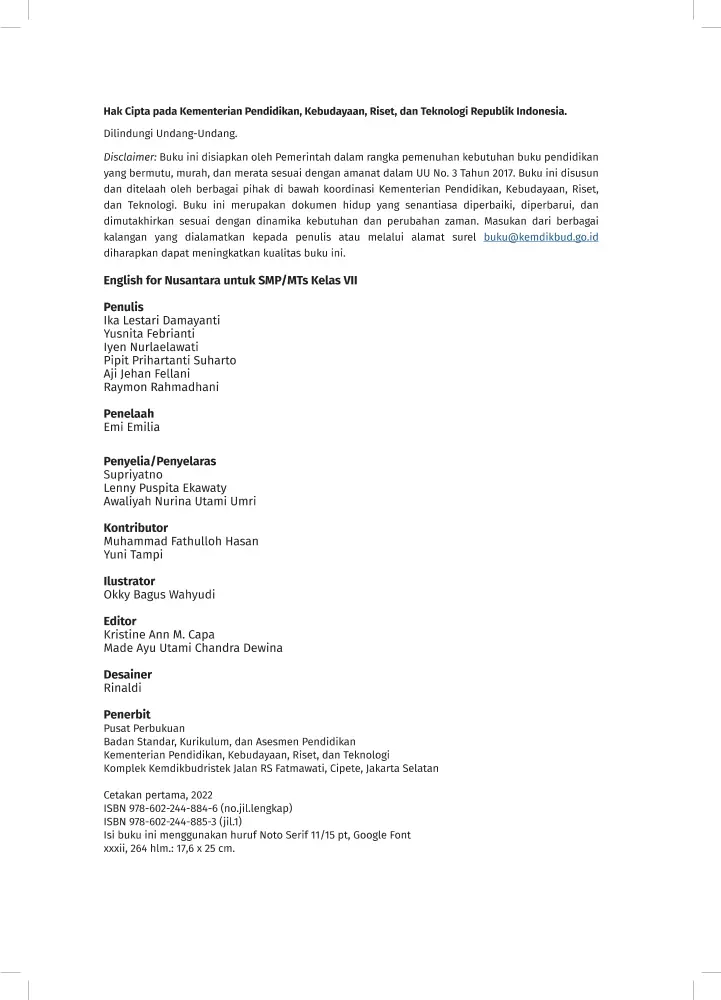 Hak Cipta pada Kementerian Pendidikan, Kebudayaan, Riset, dan Teknologi Republik Indonesia.
Dilindungi Undang-Undang.
Disclaimer: Buku ini disiapkan oleh Pemerintah dalam rangka pemenuhan kebutuhan buku pendidikan
yang bermutu, murah, dan merata sesuai dengan amanat dalam UU No. 3 Tahun 2017. Buku ini disusun
dan ditelaah oleh berbagai pihak di bawah koordinasi Kementerian Pendidikan, Kebudayaan, Riset,
dan Teknologi. Buku ini merupakan dokumen hidup yang senantiasa diperbaiki, diperbarui, dan
dimutakhirkan sesuai dengan dinamika kebutuhan dan perubahan zaman. Masukan dari berbagai
kalangan yang dialamatkan kepada penulis atau melalui alamat surel buku@kemdikbud.go.id
diharapkan dapat meningkatkan kualitas buku ini.
English for Nusantara untuk SMP/MTs Kelas VII
Penulis
Ika Lestari Damayanti
Yusnita Febrianti
Iyen Nurlaelawati
Pipit Prihartanti Suharto
Aji Jehan Fellani
Raymon Rahmadhani
Penelaah
Emi Emilia
Penyelia/Penyelaras
Supriyatno
Lenny Puspita Ekawaty
Awaliyah Nurina Utami Umri
Kontributor
Muhammad Fathulloh Hasan
Yuni Tampi
Ilustrator
Okky Bagus Wahyudi
Editor
Kristine Ann M. Capa
Made Ayu Utami Chandra Dewina
Desainer
Rinaldi
Penerbit
Pusat Perbukuan
Badan Standar, Kurikulum, dan Asesmen Pendidikan
Kementerian Pendidikan, Kebudayaan, Riset, dan Teknologi
Komplek Kemdikbudristek Jalan RS Fatmawati, Cipete, Jakarta Selatan
Cetakan pertama, 2022
ISBN 978-602-244-884-6 (no.jil.lengkap)
ISBN 978-602-244-885-3 (jil.1)
Isi buku ini menggunakan huruf Noto Serif 11/15 pt, Google Font
xxxii, 264 hlm.: 17,6 x 25 cm.